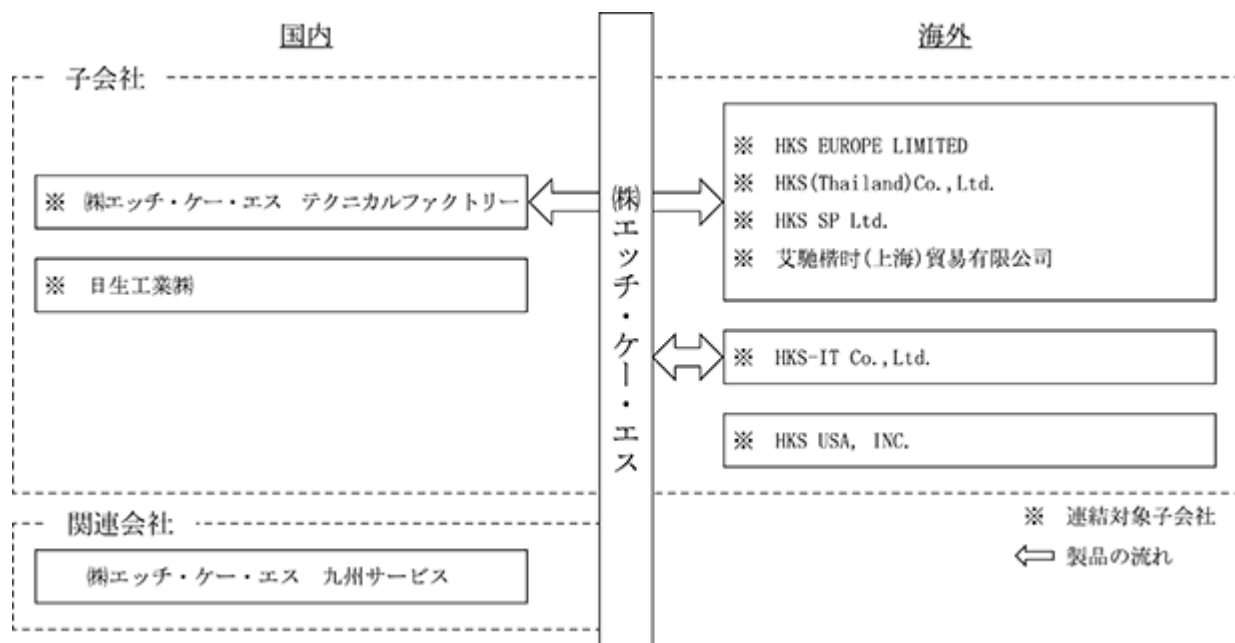 国内
海外
子会社
※ ㈱エッチ・ケー・エス テクニカルファクトリー
※ 日生工業㈱
㈱エッチ・ケー・エス
※ HKS EUROPE LIMITED
※ HKS(Thailand)Co.,Ltd.
※ HKS SP Ltd.
※ 艾馳楷时(上海)貿易有限公司
※ HKS-IT Co.,Ltd.
※ HKS USA, INC.
関連会社
㈱エッチ・ケー・エス 九州サービス
※ 連結対象子会社
製品の流れ